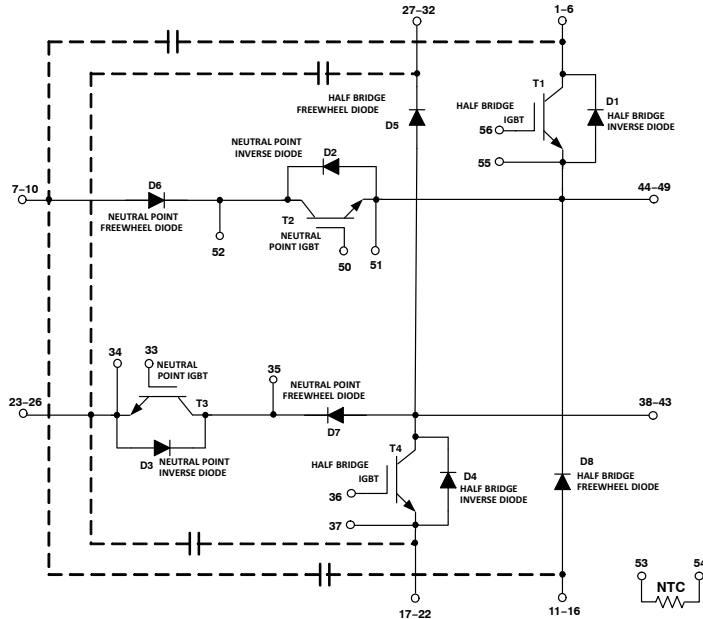 27–32
1–6
T1
D1
HALF BRIDGE
FREEWHEEL DIODE
D5
HALF BRIDGE
IGBT
56
HALF BRIDGE
INVERSE DIODE
55
NEUTRAL POINT
INVERSE DIODE
D2
7–10
D6
44–49
NEUTRAL POINT
FREEWHEEL DIODE
T2
NEUTRAL
POINT IGBT
52
50
51
34
33
NEUTRAL
POINT IGBT
35
NEUTRAL POINT
FREEWHEEL DIODE
23–26
T3
38–43
D7
D3
NEUTRAL POINT
INVERSE DIODE
T4
HALF BRIDGE
IGBT
36
D4
HALF BRIDGE
INVERSE DIODE
D8
HALF BRIDGE
FREEWHEEL DIODE
37
53
54
NTC
17–22
11–16